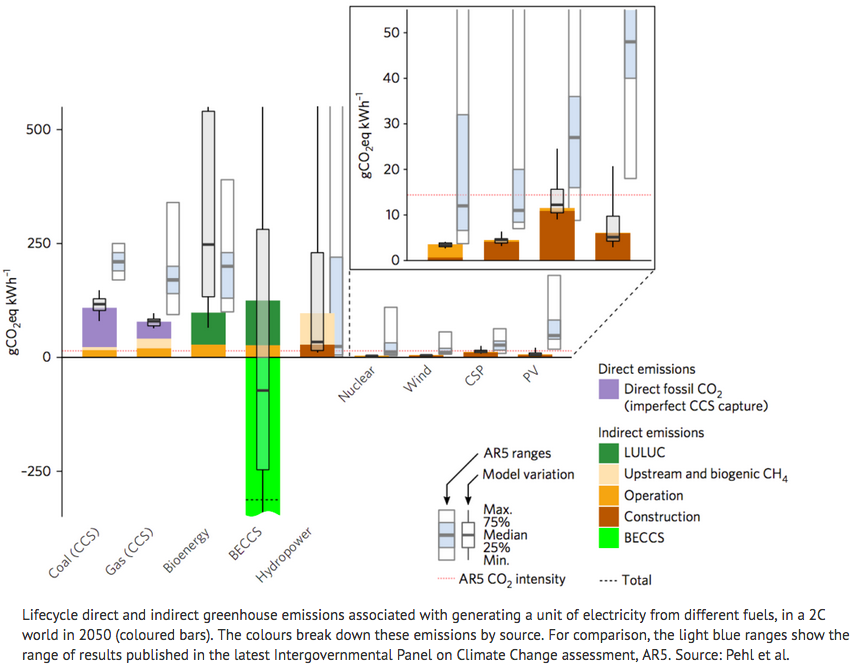 50
40
30
20
10
0
gCO₂eq kWh⁻¹
500
250
0
-250
gCO₂eq kWh⁻¹
Coal (CCS)
Gas (CCS)
Bioenergy
BECCS
Hydropower
Nuclear
Wind
CSP
PV
AR5 ranges
Model variation
Max.
75%
Median
25%
Min.
AR5 CO₂ intensity
Direct emissions
Direct fossil CO₂
(imperfect CCS capture)
Indirect emissions
LULUC
Upstream and biogenic CH₄
Operation
Construction
BECCS
Total
Lifecycle direct and indirect greenhouse emissions associated with generating a unit of electricity from different fuels, in a 2C
world in 2050 (coloured bars). The colours break down these emissions by source. For comparison, the light blue ranges show the
range of results published in the latest Intergovernmental Panel on Climate Change assessment, AR5. Source: Pehl et al.